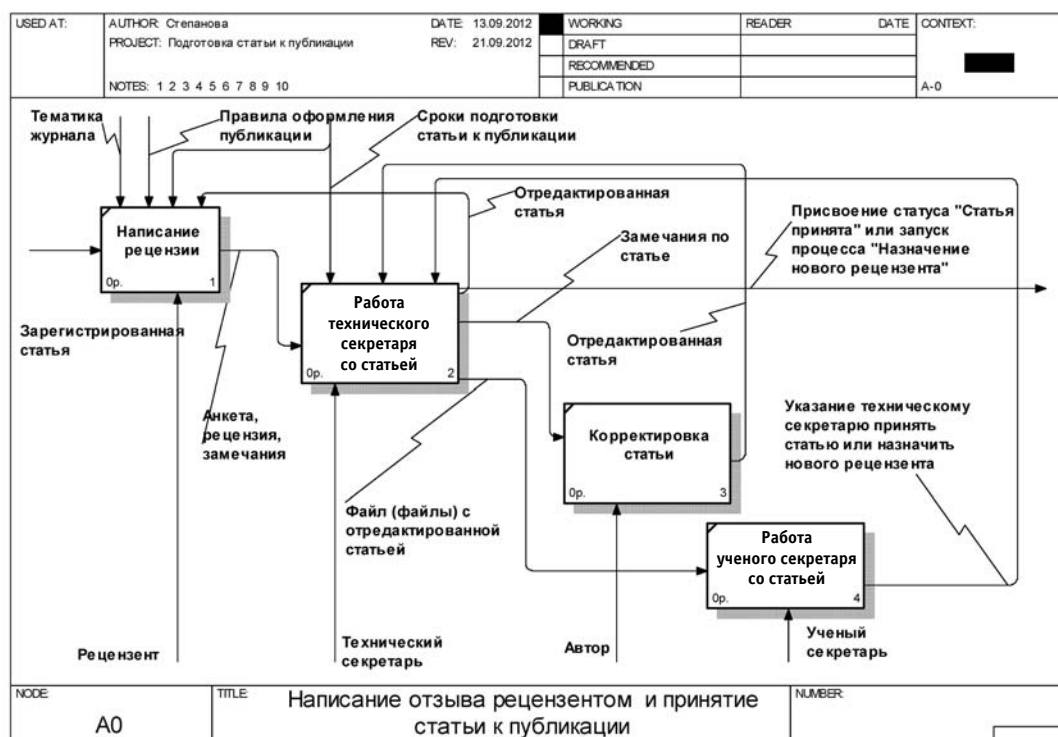 USED AT:
AUTHOR: Степанова
DATE: 13.09.2012
WORKING
READER
DATE
CONTEXT:
PROJECT: Подготовка статьи к публикации
REV: 21.09.2012
DRAFT
RECOMMENDED
NOTES: 1 2 3 4 5 6 7 8 9 10
PUBLICATION
A-0
Тематика
журнала
Правила оформления
публикации
Сроки подготовки
статьи к публикации
Отредактированная
статья
Присвоение статуса "Статья
принята" или запуск
процесса "Назначение
нового рецензента"
Написание
рецензии
0р.
1
Замечания по
статье
Зарегистрированная
статья
Работа
технического
секретаря
со статьей
0р.
2
Отредактированная
статья
Анкета,
рецензия,
замечания
Указание техническому
секретарю принять
статью или назначить
нового рецензента
Корректировка
статьи
0р.
3
Файл (файлы) с
отредактированной
статьей
Работа
ученого секретаря
со статьей
0р.
4
Рецензент
Технический
секретарь
Автор
Ученый
секретарь
NODE:
A0
TITLE:
Написание отзыва рецензентом и принятие
статьи к публикации
NUMBER: